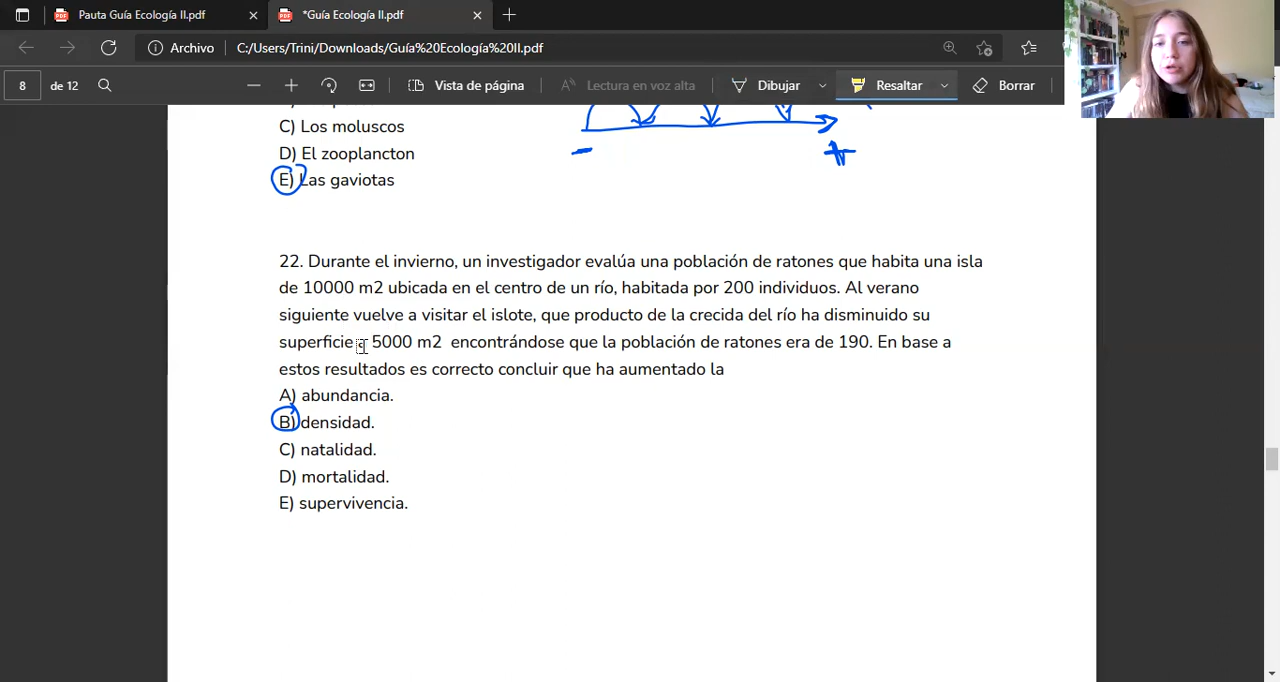 Pauta Guía Ecología II.pdf
*Guía Ecología II.pdf
Archivo
C:/Users/Trini/Downloads/Guía%20Ecología%20II.pdf
8 de 12
Vista de página
Lectura en voz alta
Dibujar
Resaltar
Borrar
C) Los moluscos
D) El zooplancton
E) Las gaviotas
- +
22. Durante el invierno, un investigador evalúa una población de ratones que habita una isla
de 10000 m2 ubicada en el centro de un río, habitada por 200 individuos. Al verano
siguiente vuelve a visitar el islote, que producto de la crecida del río ha disminuido su
superficie a 5000 m2 encontrándose que la población de ratones era de 190. En base a
estos resultados es correcto concluir que ha aumentado la
A) abundancia.
B) densidad.
C) natalidad.
D) mortalidad.
E) supervivencia.